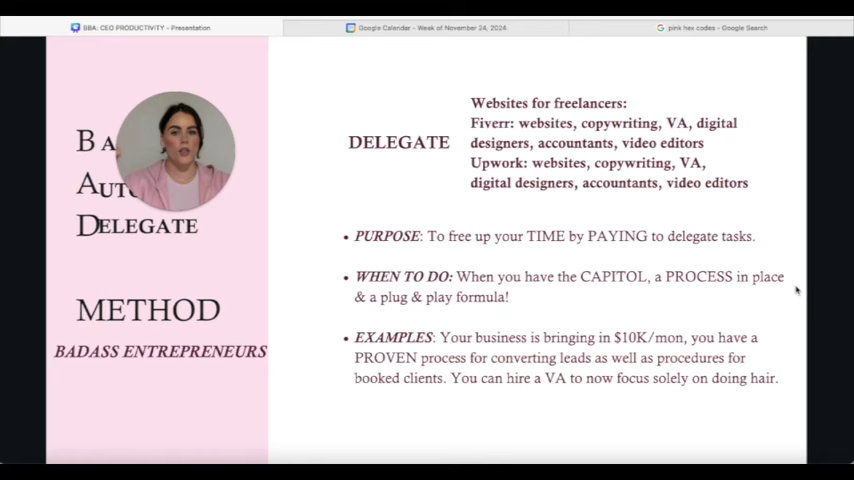 BBA: CEO PRODUCTIVITY - Presentation
Google Calendar - Week of November 24, 2024
pink hex codes - Google Search
B A
AUT
DELEGATE
METHOD
BADASS ENTREPRENEURS
DELEGATE
Websites for freelancers:
Fiverr: websites, copywriting, VA, digital
designers, accountants, video editors
Upwork: websites, copywriting, VA,
digital designers, accountants, video editors
• PURPOSE: To free up your TIME by PAYING to delegate tasks.
• WHEN TO DO: When you have the CAPITOL, a PROCESS in place
& a plug & play formula!
• EXAMPLES: Your business is bringing in $10K/mon, you have a
PROVEN process for converting leads as well as procedures for
booked clients. You can hire a VA to now focus solely on doing hair.